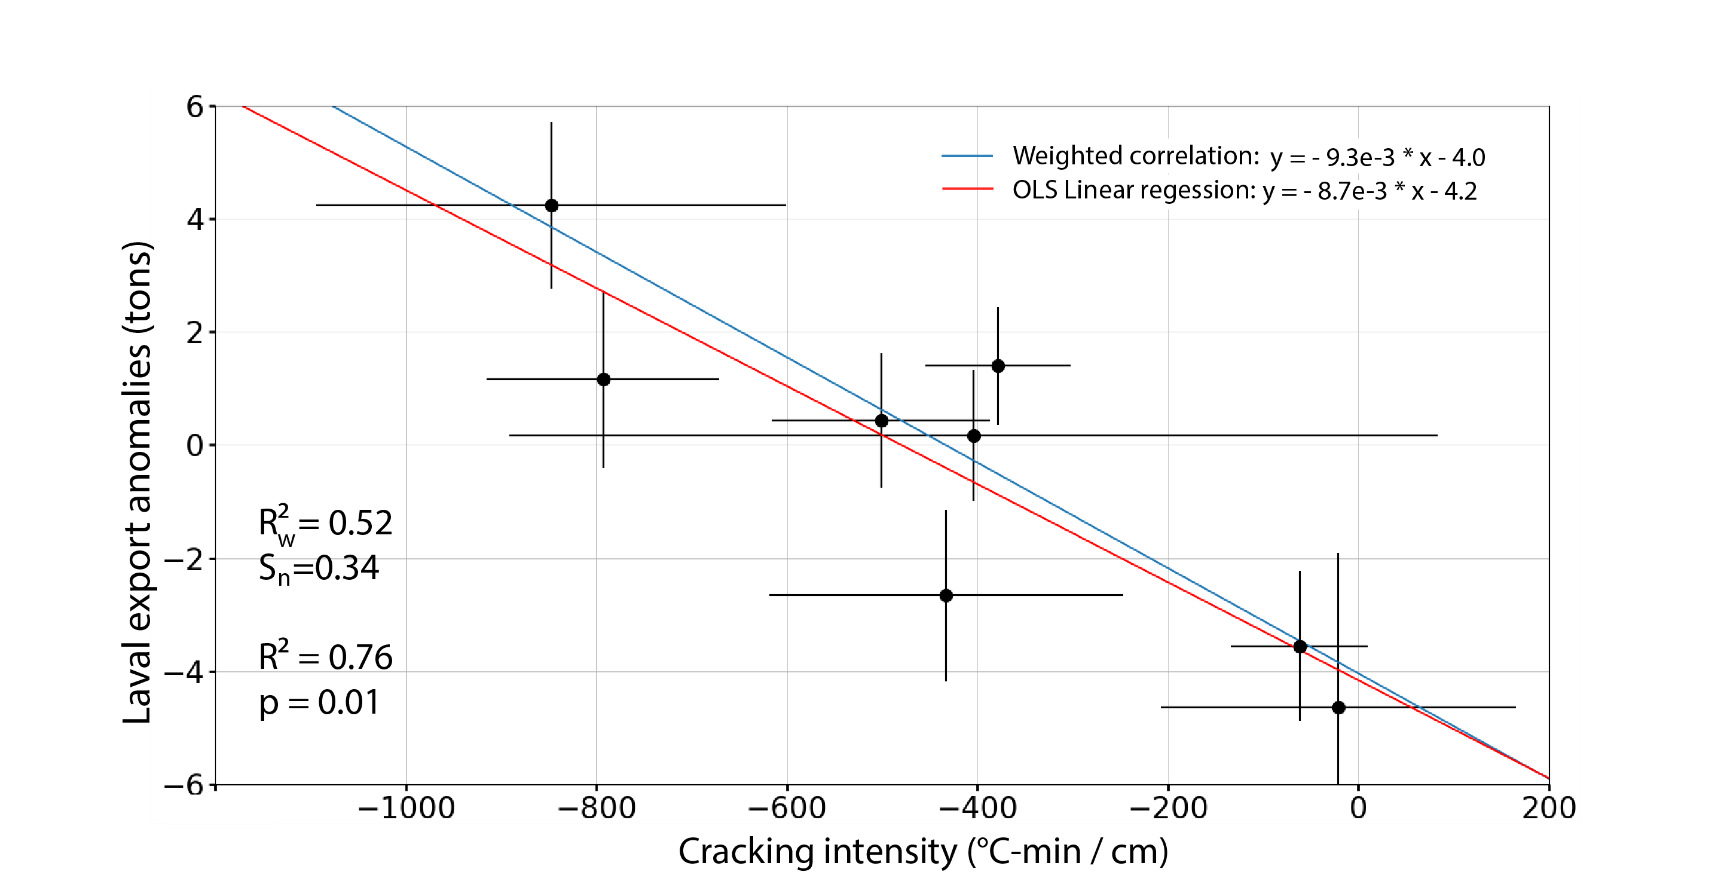 6
4
2
0
−2
−4
−6
Laval export anomalies (tons)
Weighted correlation: y = - 9.3e-3 * x - 4.0
OLS Linear regession: y = - 8.7e-3 * x - 4.2
R²w = 0.52
Sn=0.34
R² = 0.76
p = 0.01
−1000 −800 −600 −400 −200 0 200
Cracking intensity (°C-min / cm)